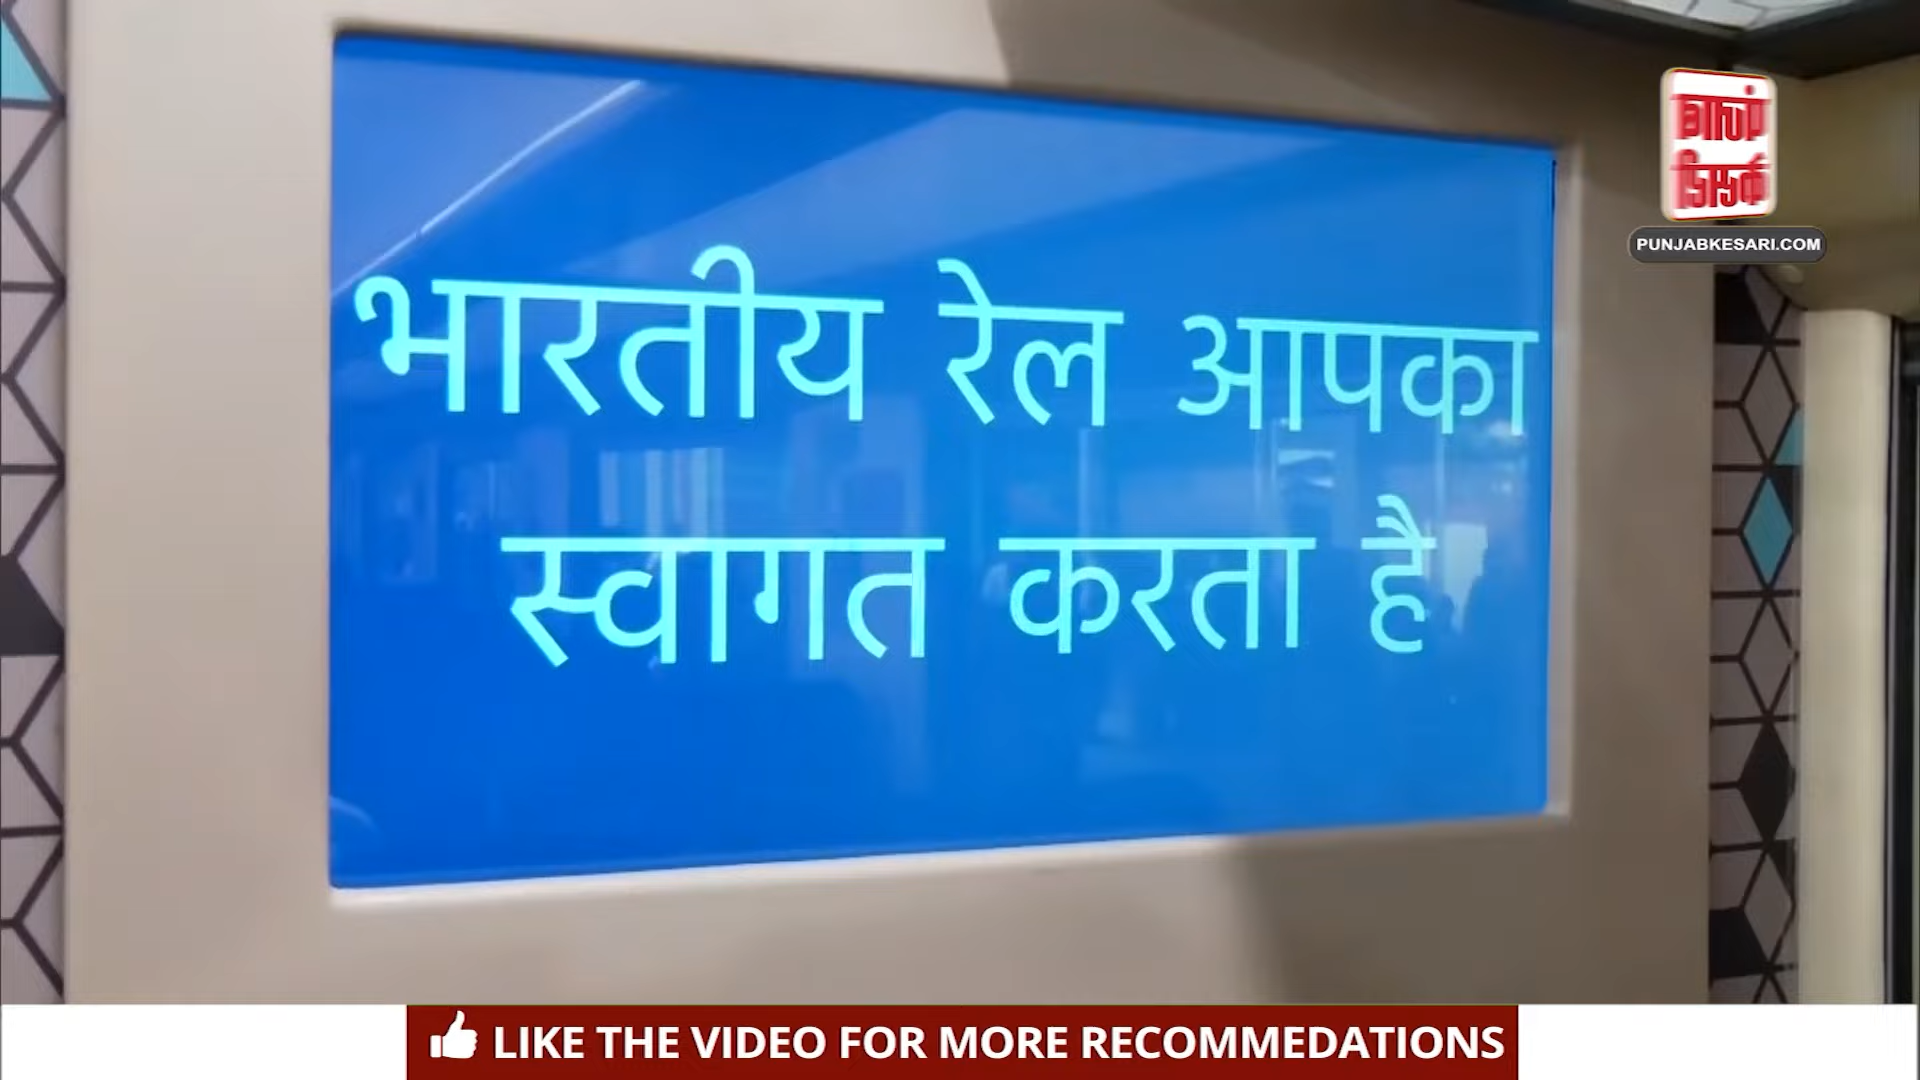 भारतीय रेल आपका
स्वागत करता है
PUNJABKESARI.COM
LIKE THE VIDEO FOR MORE RECOMMEDATIONS